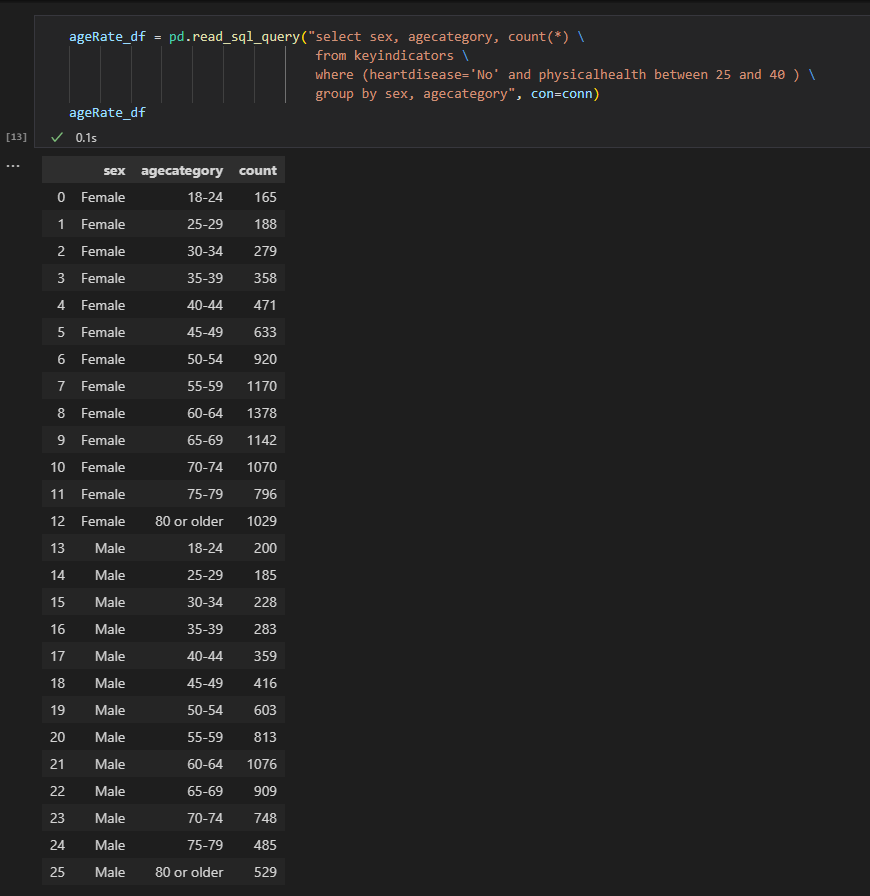 ageRate_df = pd.read_sql_query("select sex, agecategory, count(*) \
from keyindicators \
where (heartdisease='No' and physicalhealth between 25 and 40 ) \
group by sex, agecategory", con=conn)
ageRate_df
[13] ✓ 0.1s
...
sex agecategory count
0 Female 18-24 165
1 Female 25-29 188
2 Female 30-34 279
3 Female 35-39 358
4 Female 40-44 471
5 Female 45-49 633
6 Female 50-54 920
7 Female 55-59 1170
8 Female 60-64 1378
9 Female 65-69 1142
10 Female 70-74 1070
11 Female 75-79 796
12 Female 80 or older 1029
13 Male 18-24 200
14 Male 25-29 185
15 Male 30-34 228
16 Male 35-39 283
17 Male 40-44 359
18 Male 45-49 416
19 Male 50-54 603
20 Male 55-59 813
21 Male 60-64 1076
22 Male 65-69 909
23 Male 70-74 748
24 Male 75-79 485
25 Male 80 or older 529